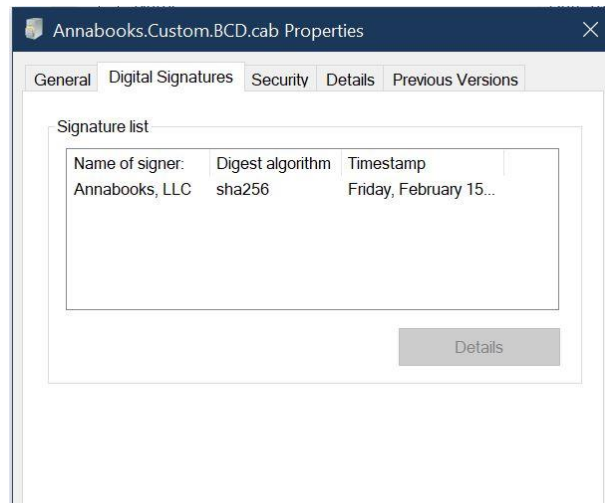 Annabooks.Custom.BCD.cab Properties
General Digital Signatures Security Details Previous Versions
Signature list
Name of signer: Digest algorithm Timestamp
Annabooks, LLC sha256 Friday, February 15...
Details